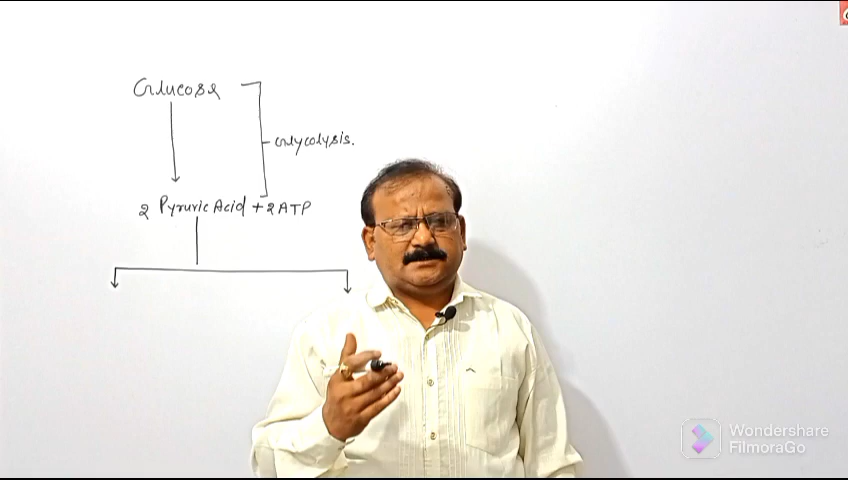 Glucose
Glycolysis.
2 Pyruvic Acid + 2 ATP
Wondershare
FilmoraGo